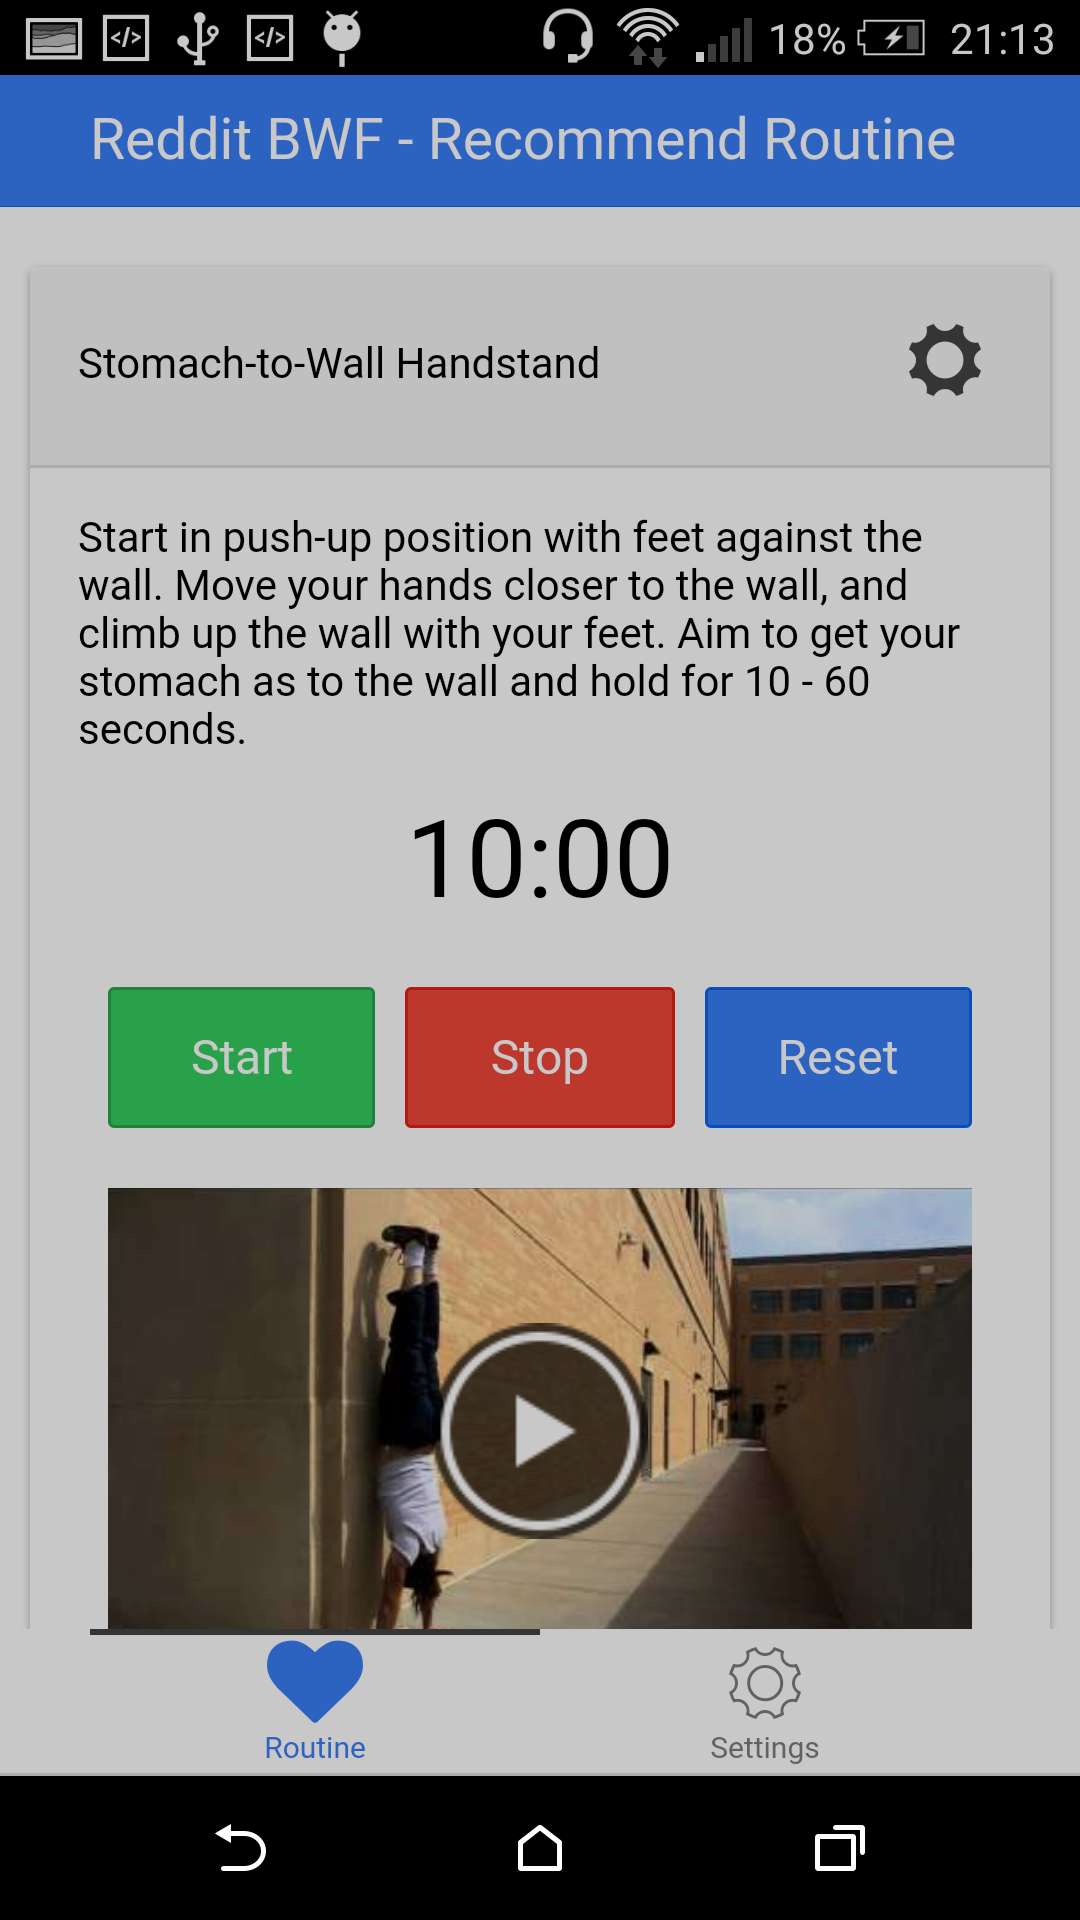 18% 21:13
Reddit BWF - Recommend Routine
Stomach-to-Wall Handstand
Start in push-up position with feet against the
wall. Move your hands closer to the wall, and
climb up the wall with your feet. Aim to get your
stomach as to the wall and hold for 10 - 60
seconds.
10:00
Start Stop Reset
Routine Settings